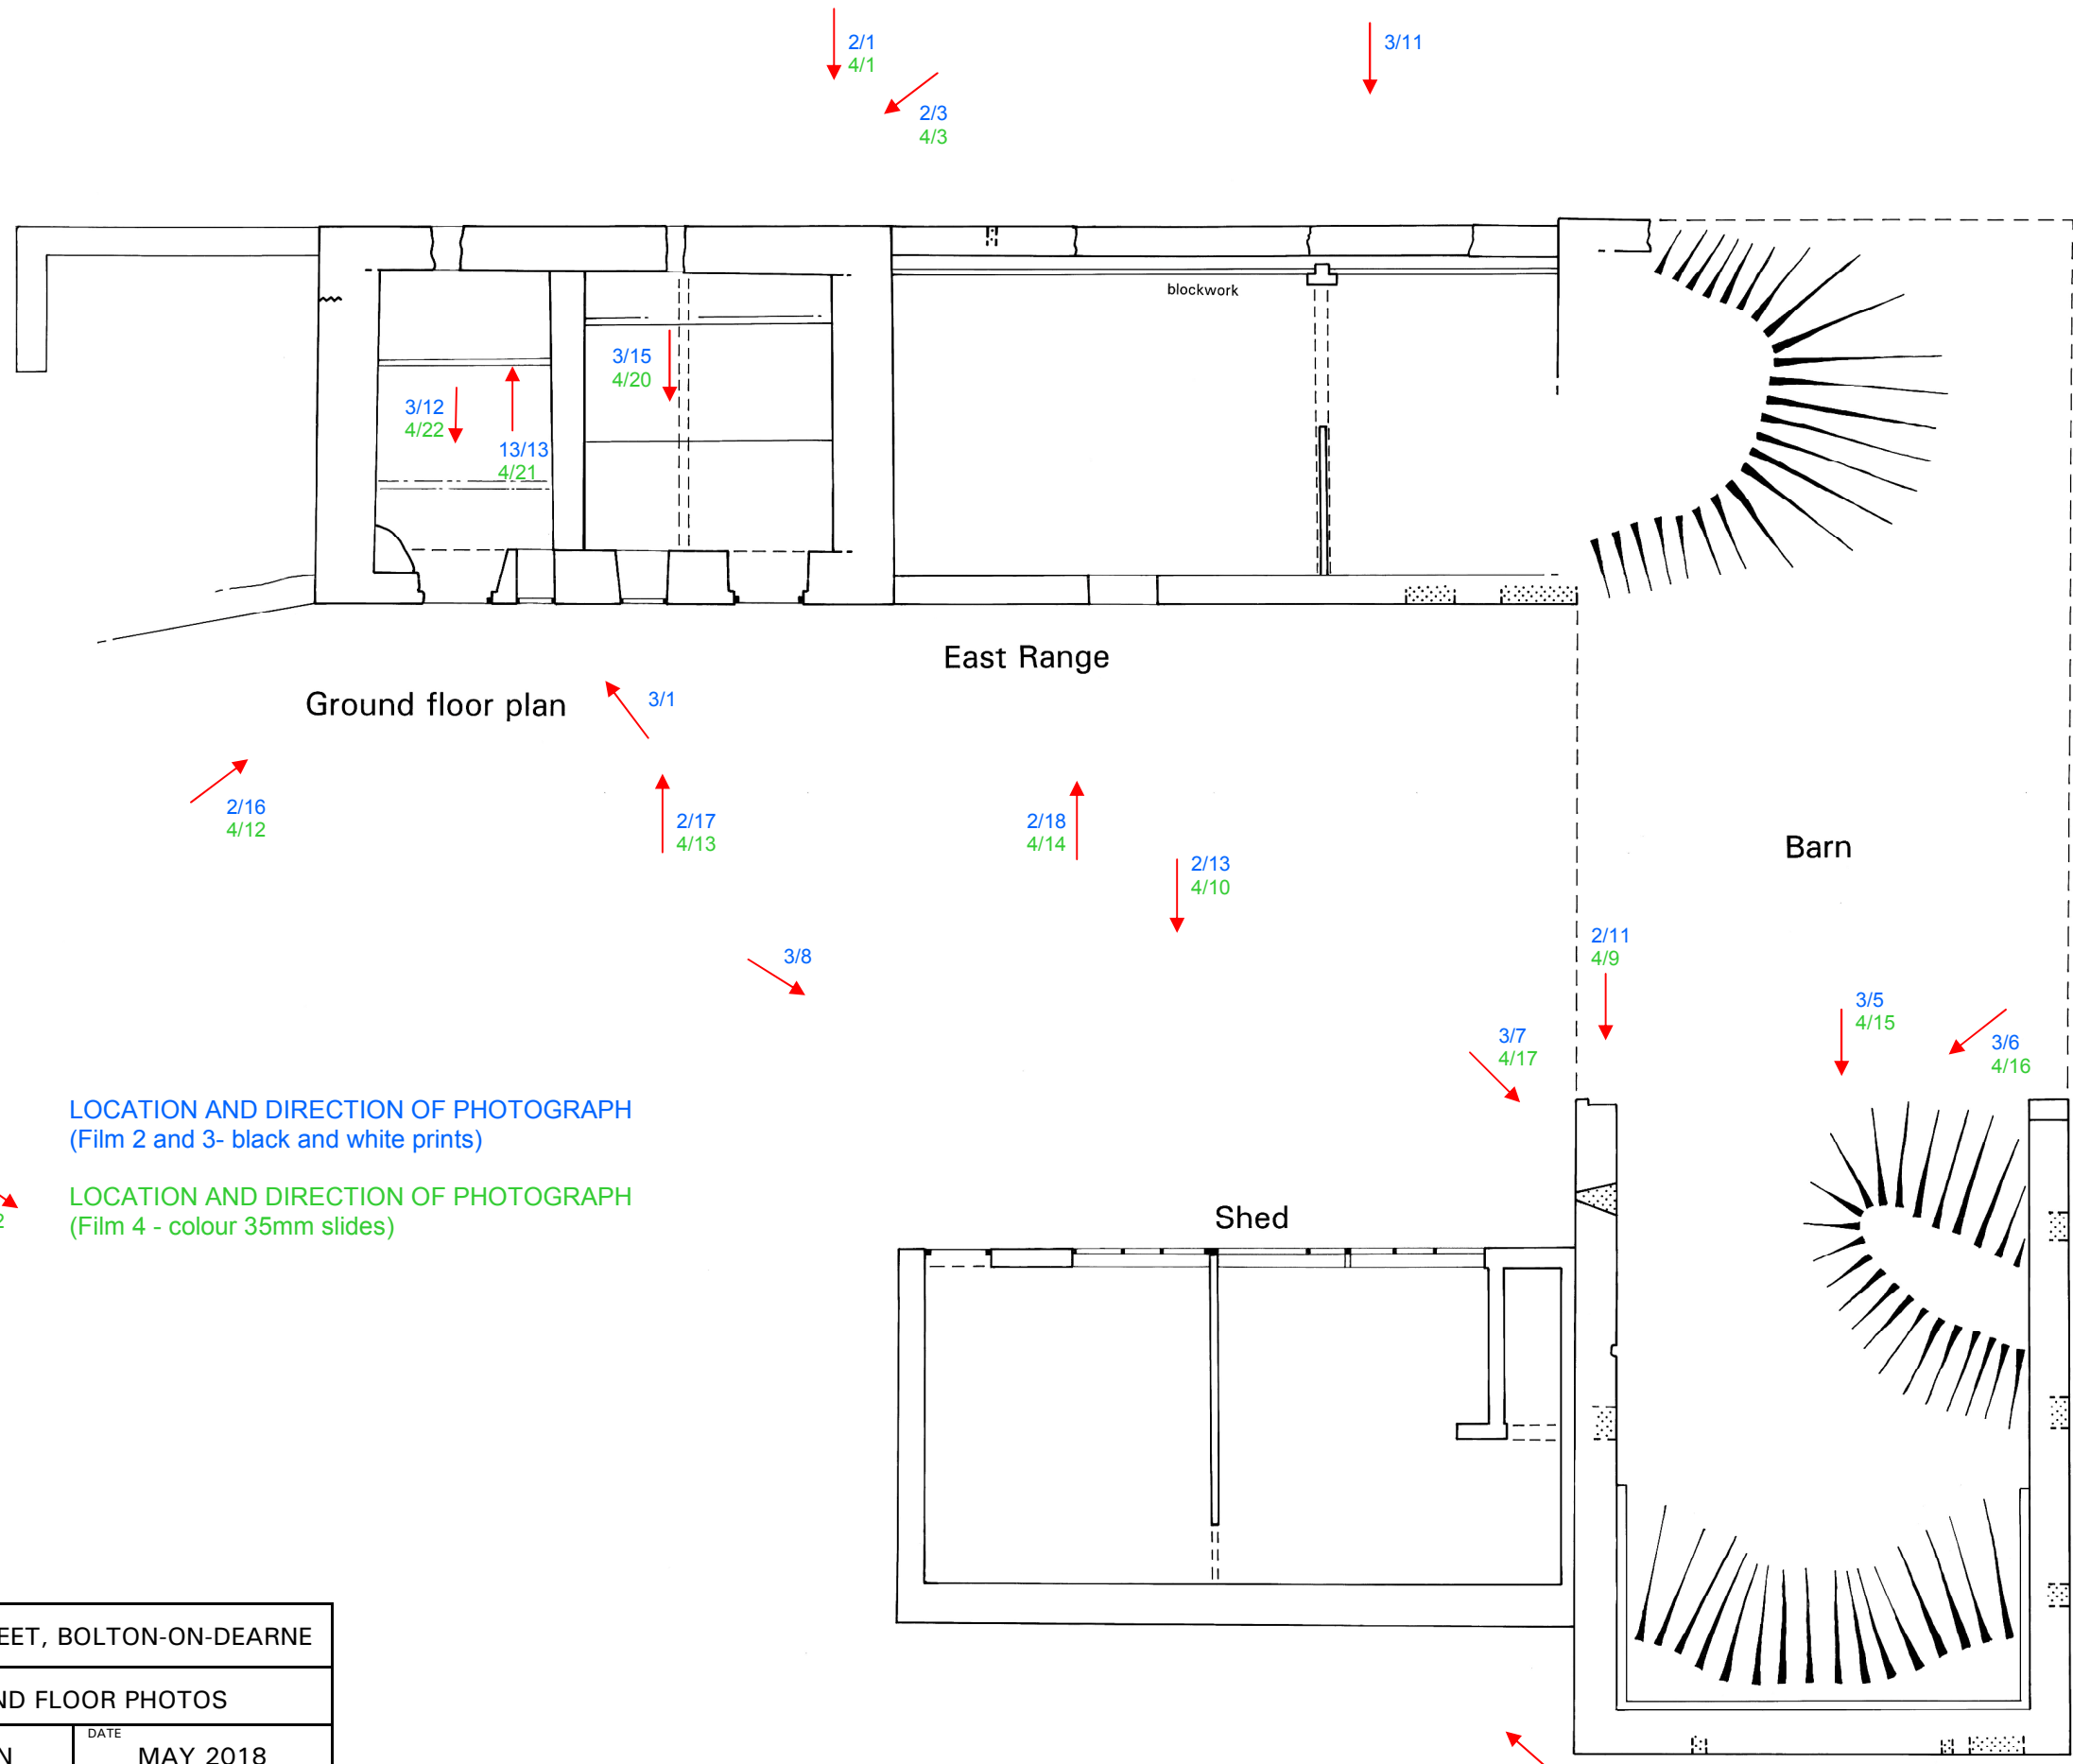 2/1
4/1
3/11
2/3
4/3
blockwork
3/15
4/20
3/12
4/22
13/13
4/21
East Range
Ground floor plan
3/1
2/16
4/12
2/17
4/13
2/18
4/14
Barn
2/13
4/10
3/8
2/11
4/9
3/5
4/15
3/7
4/17
3/6
4/16
LOCATION AND DIRECTION OF PHOTOGRAPH
(Film 2 and 3- black and white prints)
LOCATION AND DIRECTION OF PHOTOGRAPH
(Film 4 - colour 35mm slides)
2
Shed
EET, BOLTON-ON-DEARNE
ND FLOOR PHOTOS
DATE
N MAY 2018